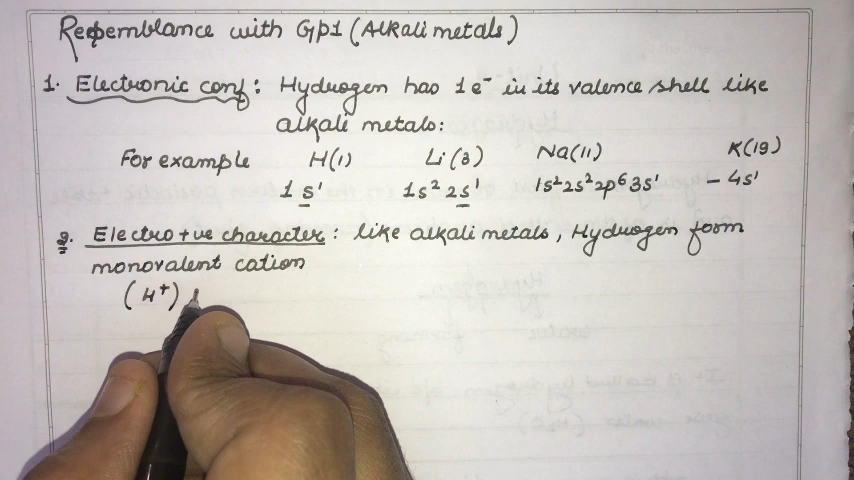 Resemblance with Gp1 (Alkali metals)
1. Electronic conf : Hydrogen has 1e⁻ in its valence shell like
alkali metals:
For example H(1) Li(3) Na(11) K(19)
1s¹ 1s² 2s¹ 1s²2s²2p⁶3s¹ – 4s¹
2. Electro+ve character : like alkali metals, Hydrogen form
monovalent cation
(H⁺)